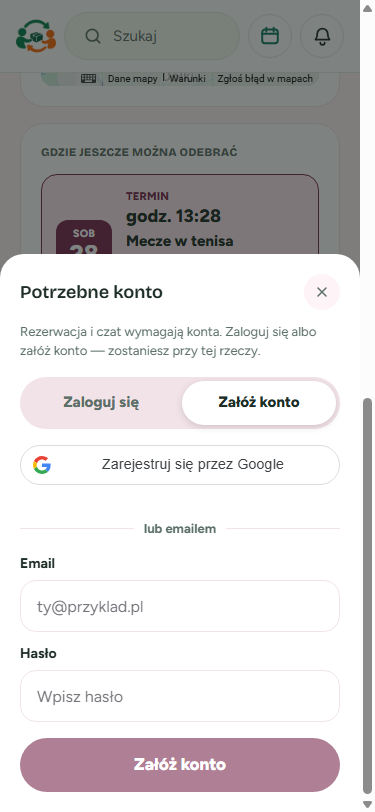 Szukaj
Dane mapy
Warunki
Zgłoś błąd w mapach
GDZIE JESZCZE MOŻNA ODEBRAĆ
TERMIN
godz. 13:28
SOB
Mecze w tenisa
28
Potrzebne konto
Rezerwacja i czat wymagają konta. Zaloguj się albo
załóż konto — zostaniesz przy tej rzeczy.
Zaloguj się
Załóż konto
Zarejestruj się przez Google
lub emailem
Email
ty@przyklad.pl
Hasło
Wpisz hasło
Załóż konto